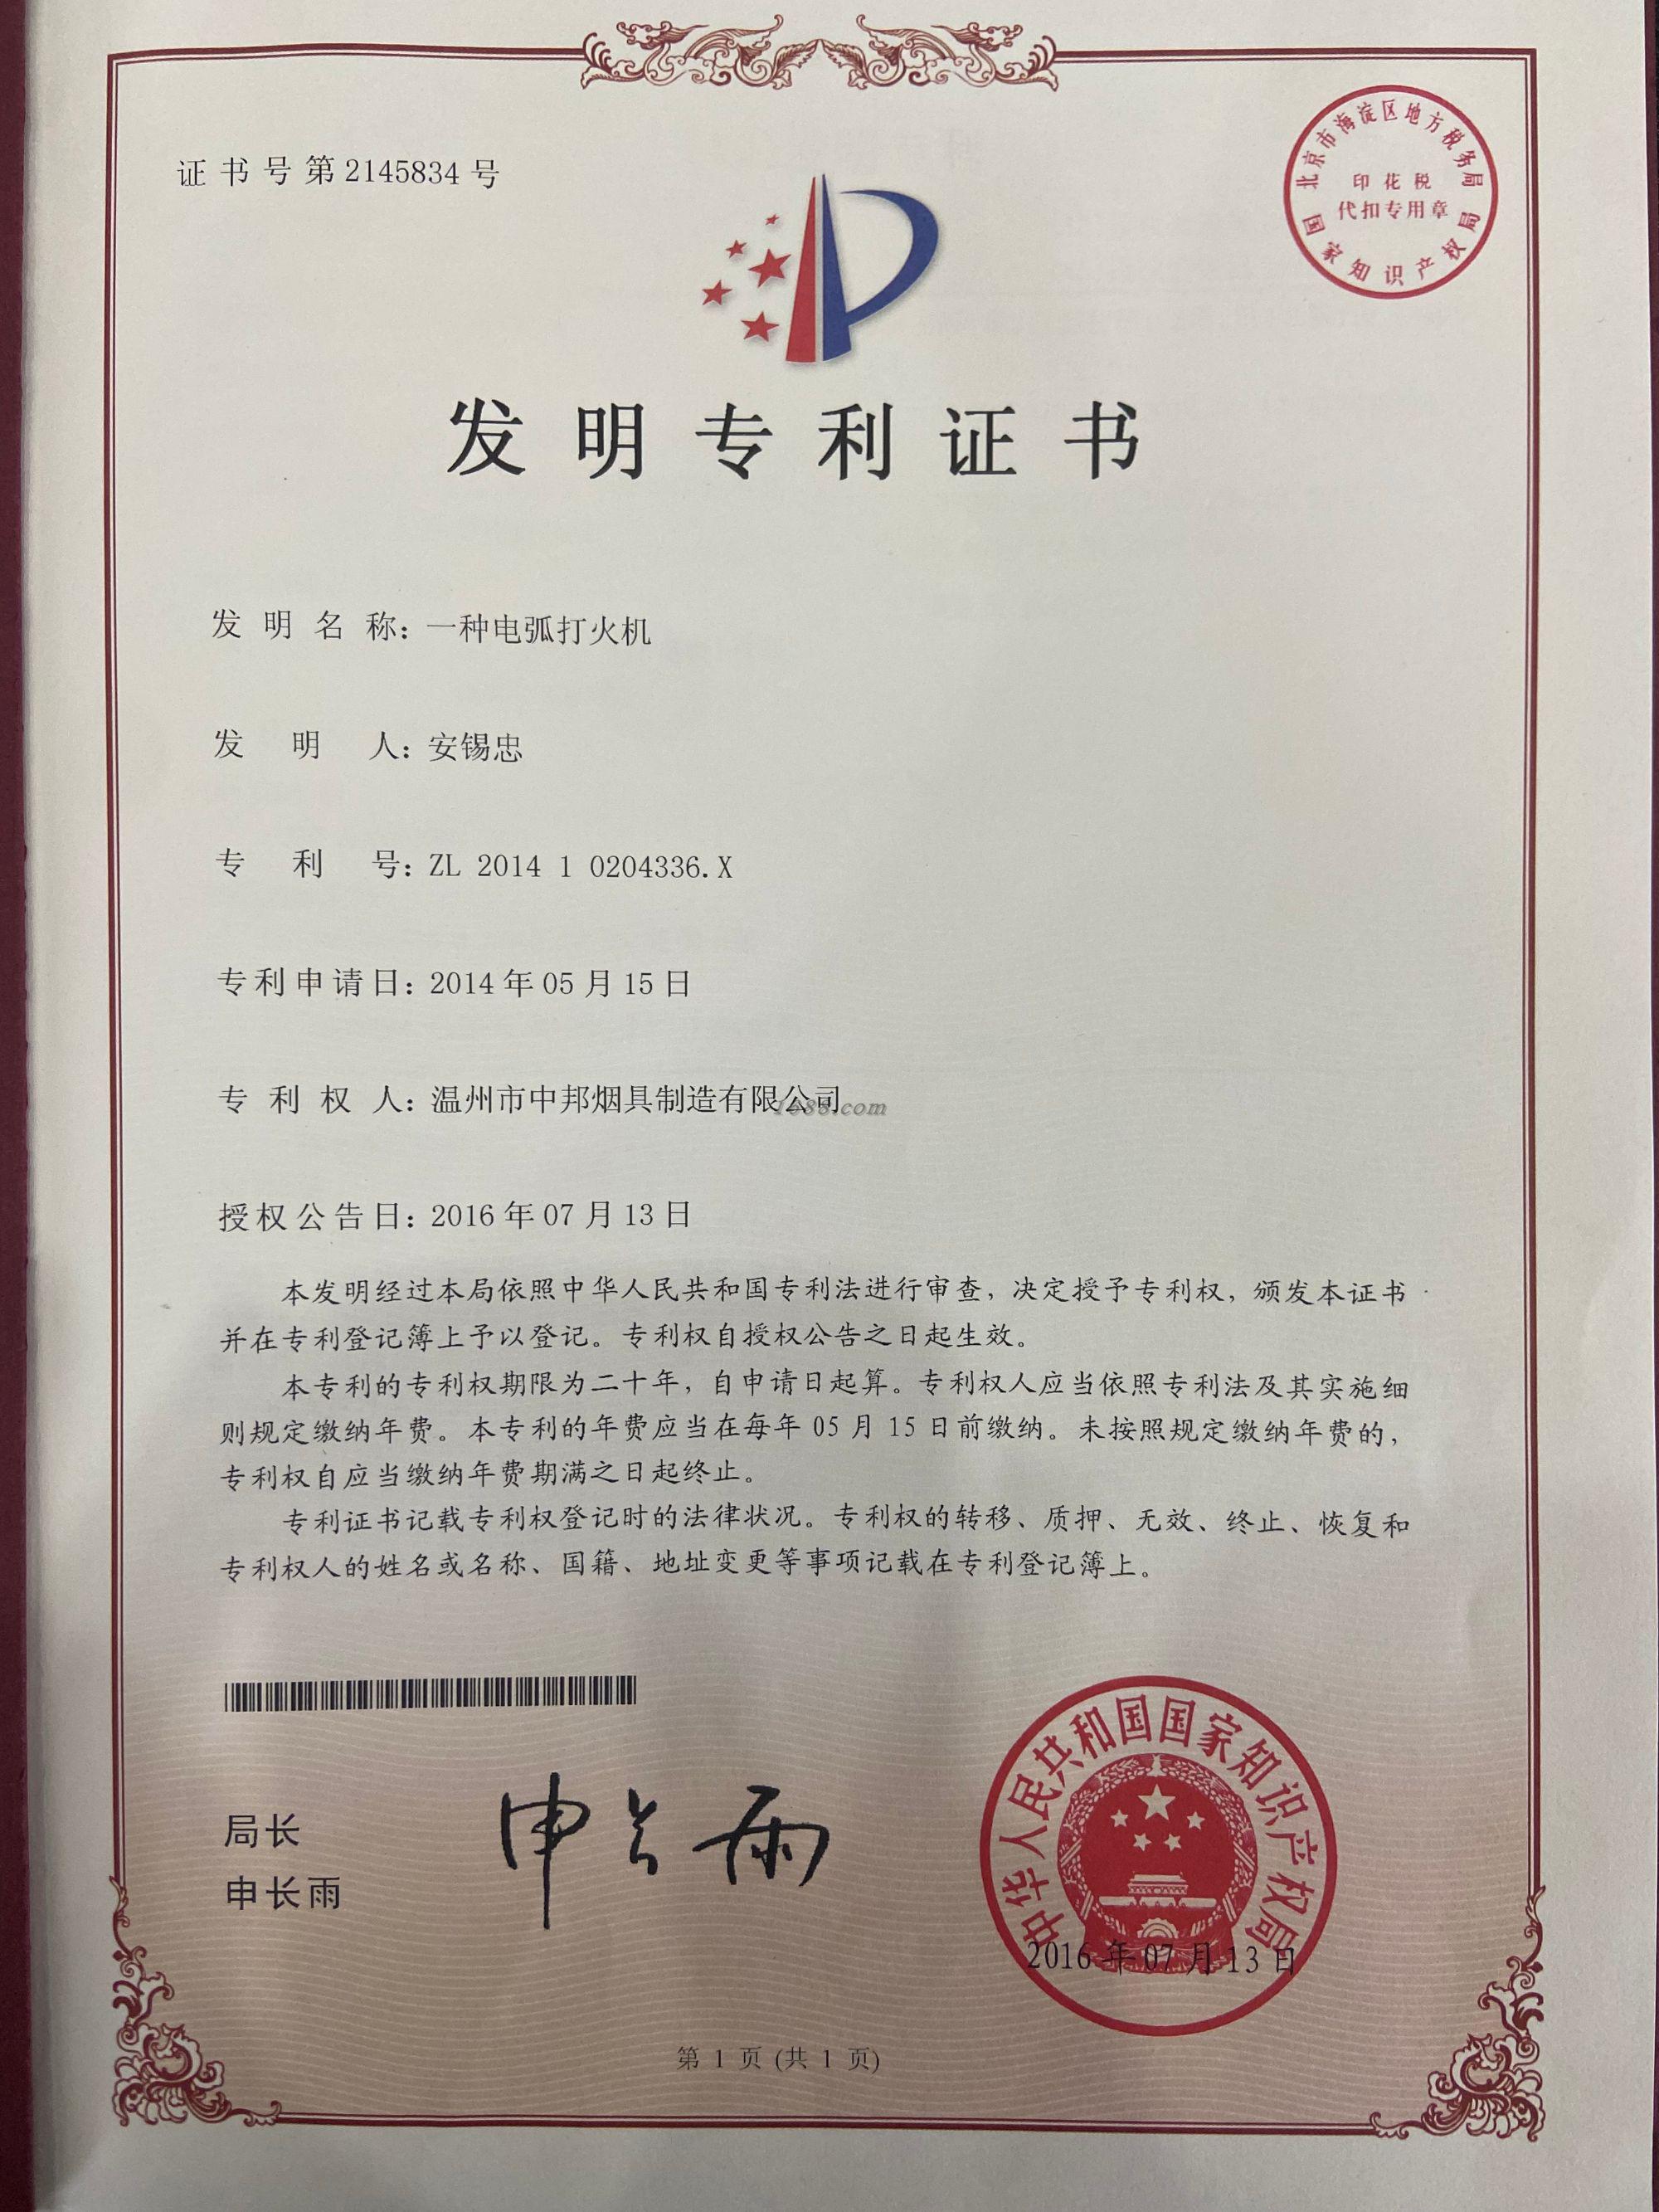 证书号第2145834号
北京市海淀区地方税务局
印花税
代扣专用章
国家知识产权局
发明专利证书
发明名称：一种电弧打火机
发明人：安锡忠
专利号：ZL 2014 1 0204336.X
专利申请日：2014年05月15日
专利权人：温州市中邦烟具制造有限公司
1688.com
授权公告日：2016年07月13日
本发明经过本局依照中华人民共和国专利法进行审查，决定授予专利权，颁发本证书
并在专利登记簿上予以登记。专利权自授权公告之日起生效。
本专利的专利权期限为二十年，自申请日起算。专利权人应当依照专利法及其实施细
则规定缴纳年费。本专利的年费应当在每年 05 月 15 日前缴纳。未按照规定缴纳年费的，
专利权自应当缴纳年费期满之日起终止。
专利证书记载专利权登记时的法律状况。专利权的转移、质押、无效、终止、恢复和
专利权人的姓名或名称、国籍、地址变更等事项记载在专利登记簿上。
局长
申长雨
申长雨
中华人民共和国国家知识产权局
2016年07月13日
第 1 页 (共 1 页)